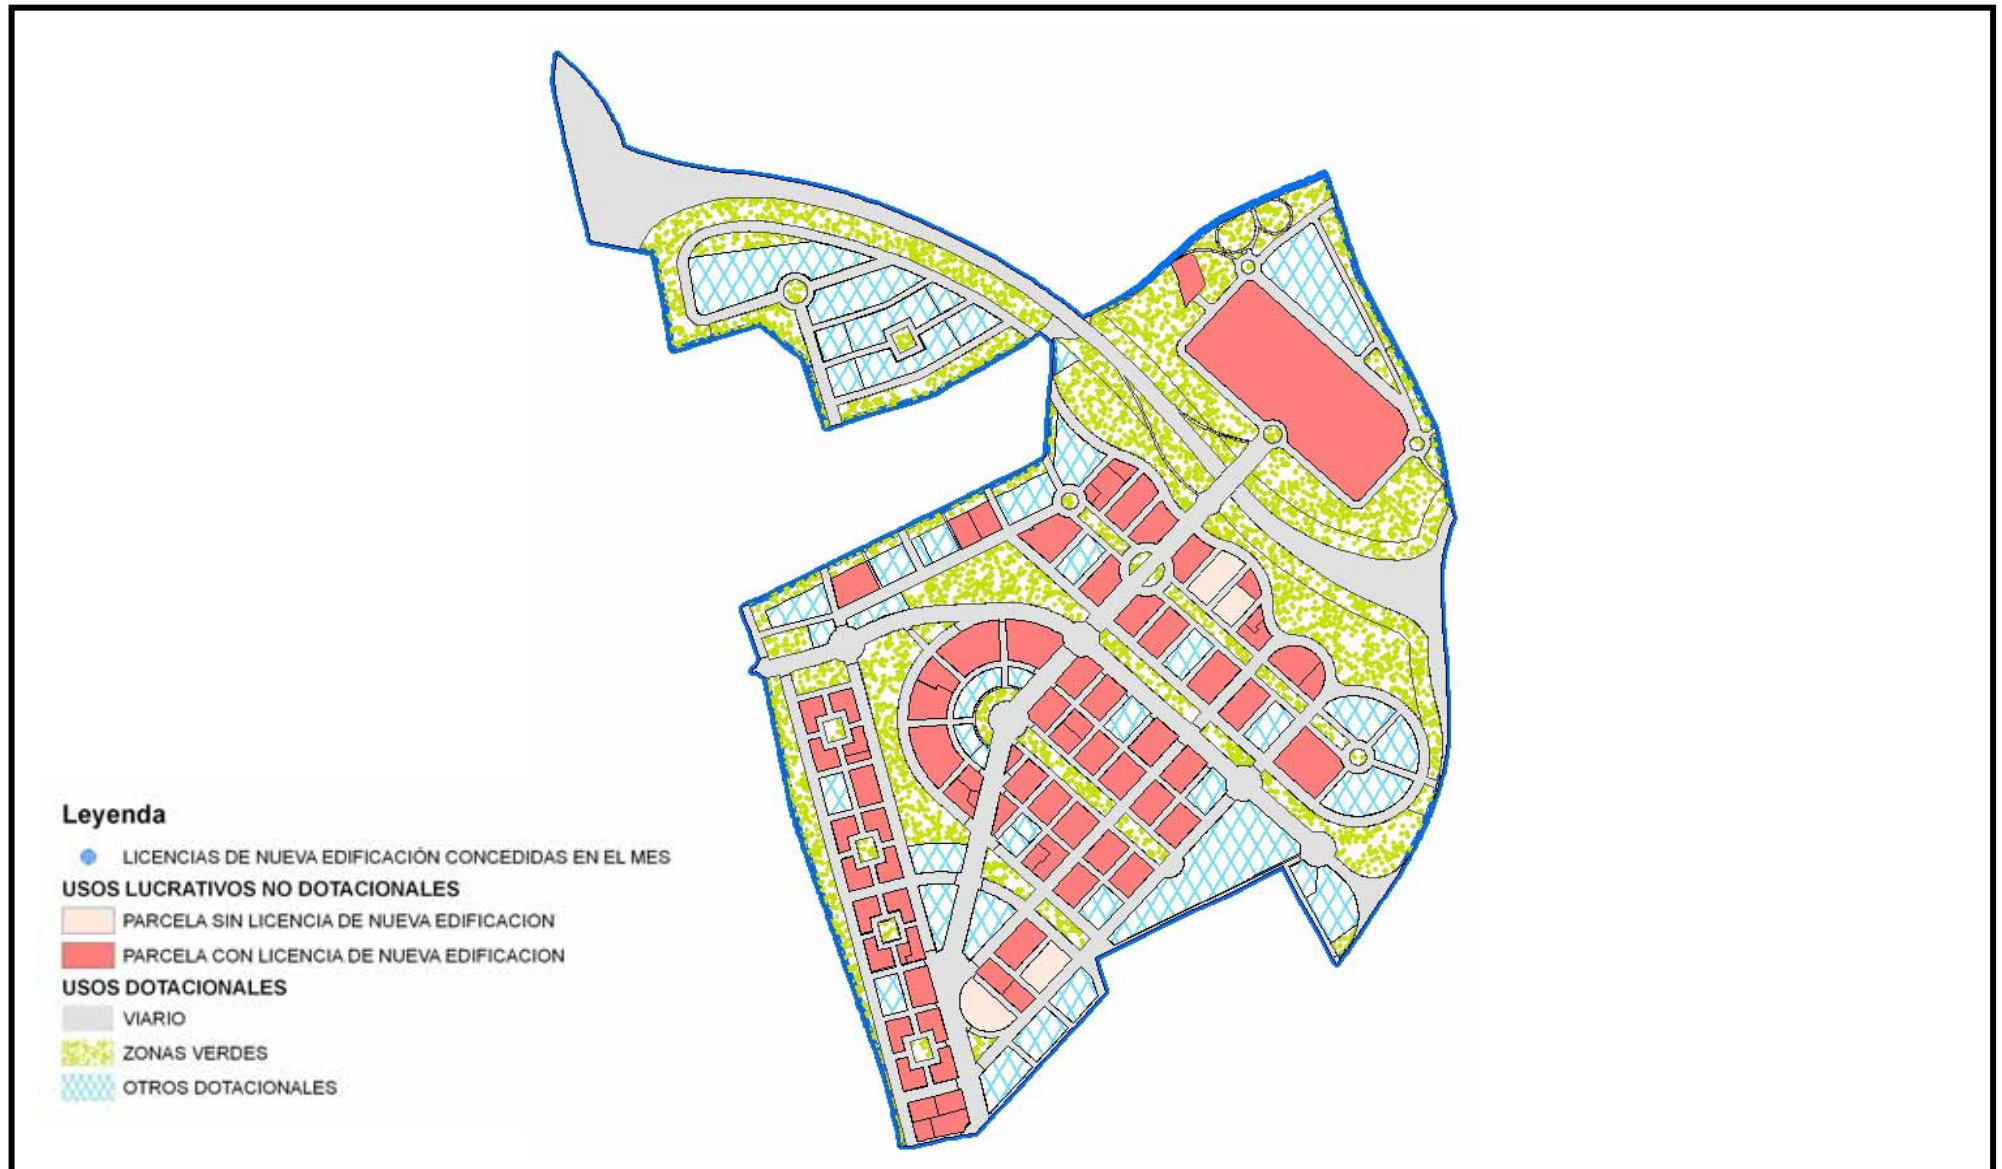 Leyenda
LICENCIAS DE NUEVA EDIFICACIÓN CONCEDIDAS EN EL MES
USOS LUCRATIVOS NO DOTACIONALES
PARCELA SIN LICENCIA DE NUEVA EDIFICACION
PARCELA CON LICENCIA DE NUEVA EDIFICACION
USOS DOTACIONALES
VIARIO
ZONAS VERDES
OTROS DOTACIONALES